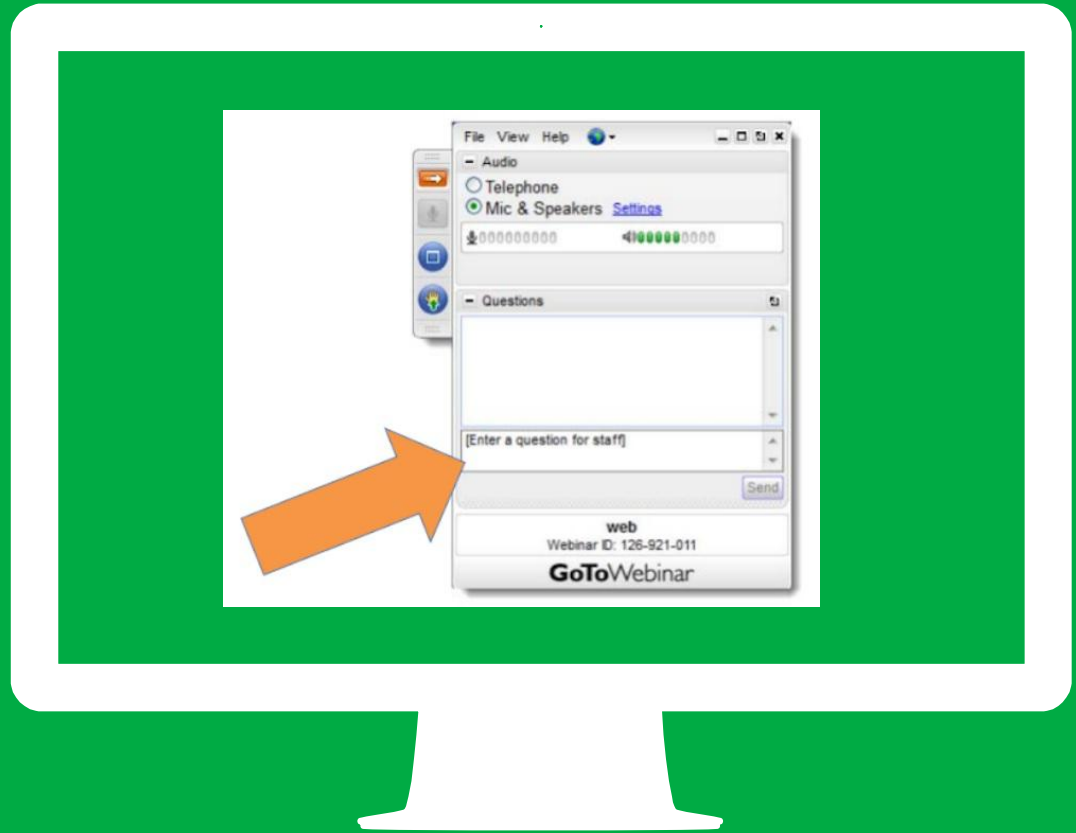 File View Help
Audio
Telephone
Mic & Speakers Settings
Questions
[Enter a question for staff]
Send
web
Webinar ID: 126-921-011
GoToWebinar